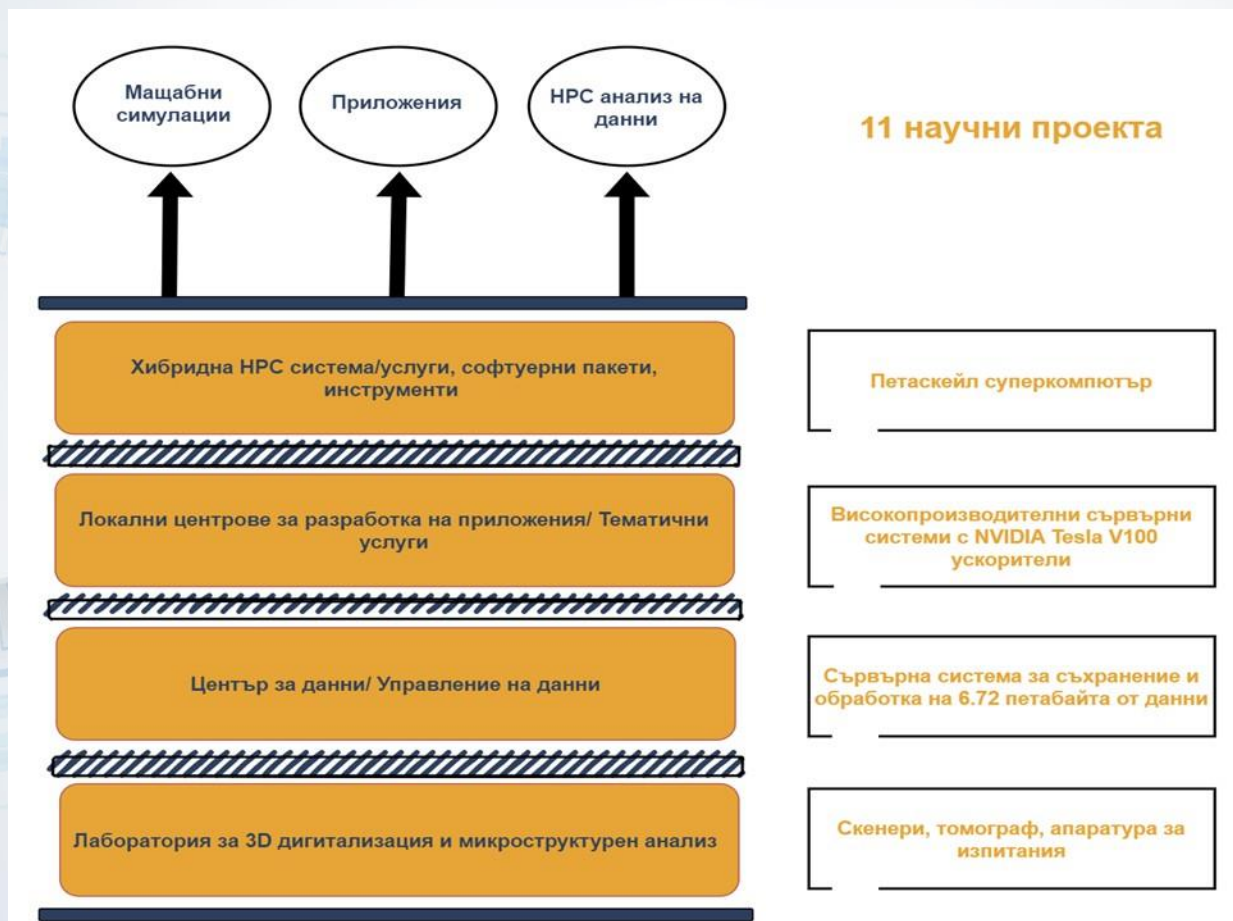 Мащабни
симулации
Приложения
HPC анализ на
данни
11 научни проекта
Хибридна HPC система/услуги, софтуерни пакети,
инструменти
Петаскейл суперкомпютър
Локални центрове за разработка на приложения/ Тематични
услуги
Високопроизводителни сървърни
системи с NVIDIA Tesla V100
ускорители
Център за данни/ Управление на данни
Сървърна система за съхранение и
обработка на 6.72 петабайта от данни
Лаборатория за 3D дигитализация и микроструктурен анализ
Скенери, томограф, апаратура за
изпитания